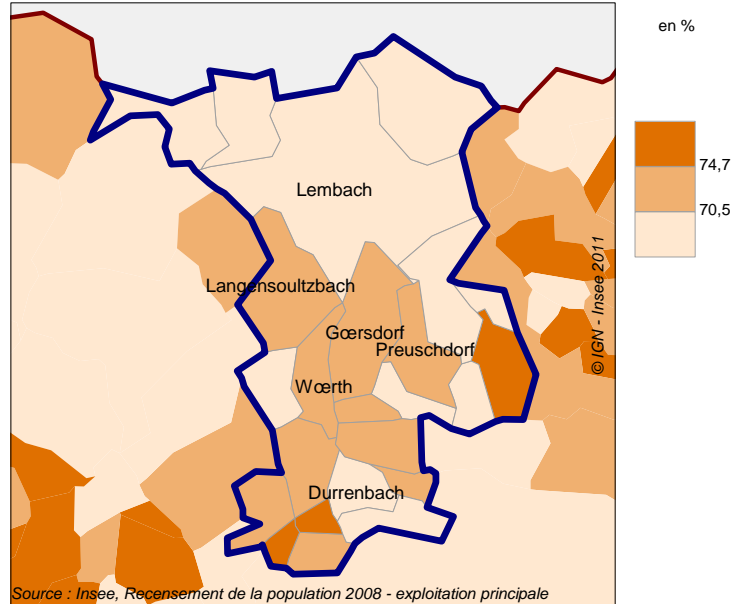 en %
74,7
70,5
Lembach
Langensoultzbach
Gœrsdorf
Preuschdorf
Wœrth
Durrenbach
© IGN - Insee 2011
Source : Insee, Recensement de la population 2008 - exploitation principale